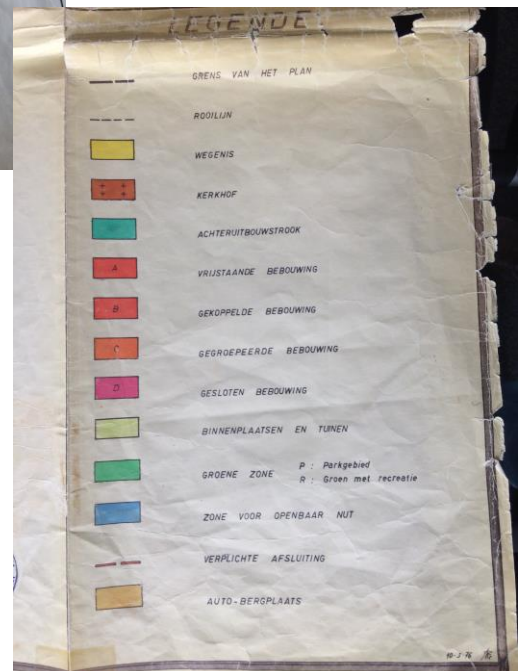 LEGENDE
GRENS VAN HET PLAN
ROOILIJN
WEGENIS
KERKHOF
ACHTERUITBOUWSTROOK
A VRIJSTAANDE BEBOUWING
B GEKOPPELDE BEBOUWING
C GEGROEPEERDE BEBOUWING
D GESLOTEN BEBOUWING
BINNENPLAATSEN EN TUINEN
GROENE ZONE P : Parkgebied
R : Groen met recreatie
ZONE VOOR OPENBAAR NUT
VERPLICHTE AFSLUITING
AUTO-BERGPLAATS